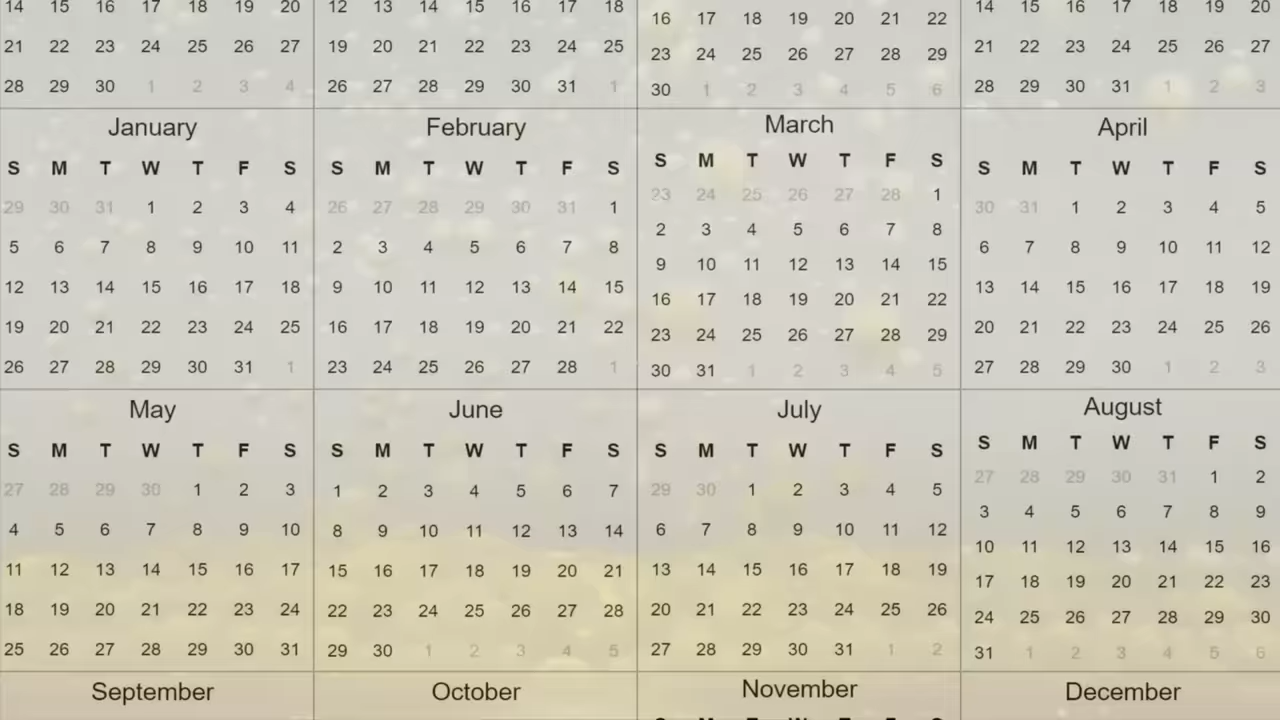 14 15 16 17 18 19 20
21 22 23 24 25 26 27
28 29 30 1 2 3 4
12 13 14 15 16 17 18
19 20 21 22 23 24 25
26 27 28 29 30 31 1
16 17 18 19 20 21 22
23 24 25 26 27 28 29
30 1 2 3 4 5 6
14 15 16 17 18 19 20
21 22 23 24 25 26 27
28 29 30 31 1 2 3
January
S M T W T F S
29 30 31 1 2 3 4
5 6 7 8 9 10 11
12 13 14 15 16 17 18
19 20 21 22 23 24 25
26 27 28 29 30 31 1
February
S M T W T F S
26 27 28 29 30 31 1
2 3 4 5 6 7 8
9 10 11 12 13 14 15
16 17 18 19 20 21 22
23 24 25 26 27 28 1
March
S M T W T F S
23 24 25 26 27 28 1
2 3 4 5 6 7 8
9 10 11 12 13 14 15
16 17 18 19 20 21 22
23 24 25 26 27 28 29
30 31 1 2 3 4 5
April
S M T W T F S
30 31 1 2 3 4 5
6 7 8 9 10 11 12
13 14 15 16 17 18 19
20 21 22 23 24 25 26
27 28 29 30 1 2 3
May
S M T W T F S
27 28 29 30 1 2 3
4 5 6 7 8 9 10
11 12 13 14 15 16 17
18 19 20 21 22 23 24
25 26 27 28 29 30 31
June
S M T W T F S
1 2 3 4 5 6 7
8 9 10 11 12 13 14
15 16 17 18 19 20 21
22 23 24 25 26 27 28
29 30 1 2 3 4 5
July
S M T W T F S
29 30 1 2 3 4 5
6 7 8 9 10 11 12
13 14 15 16 17 18 19
20 21 22 23 24 25 26
27 28 29 30 31 1 2
August
S M T W T F S
27 28 29 30 31 1 2
3 4 5 6 7 8 9
10 11 12 13 14 15 16
17 18 19 20 21 22 23
24 25 26 27 28 29 30
31 1 2 3 4 5 6
September
October
November
December